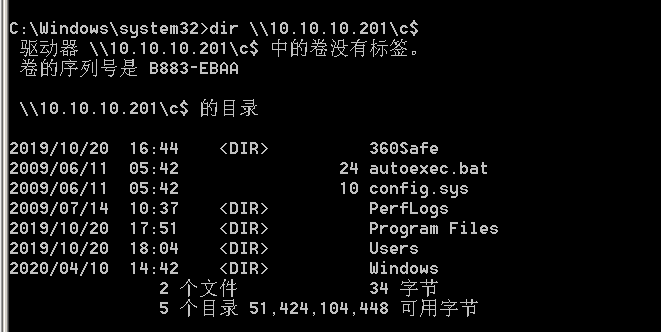 C:\Windows\system32>dir \\10.10.10.201\c$
驱动器 \\10.10.10.201\c$ 中的卷没有标签。
卷的序列号是 B883-EBAA
\\10.10.10.201\c$ 的目录
2019/10/20  16:44    <DIR>          360Safe
2009/06/11  05:42                24 autoexec.bat
2009/06/11  05:42                10 config.sys
2009/07/14  10:37    <DIR>          PerfLogs
2019/10/20  17:51    <DIR>          Program Files
2019/10/20  18:04    <DIR>          Users
2020/04/10  14:42    <DIR>          Windows
2 个文件             34 字节
5 个目录 51,424,104,448 可用字节